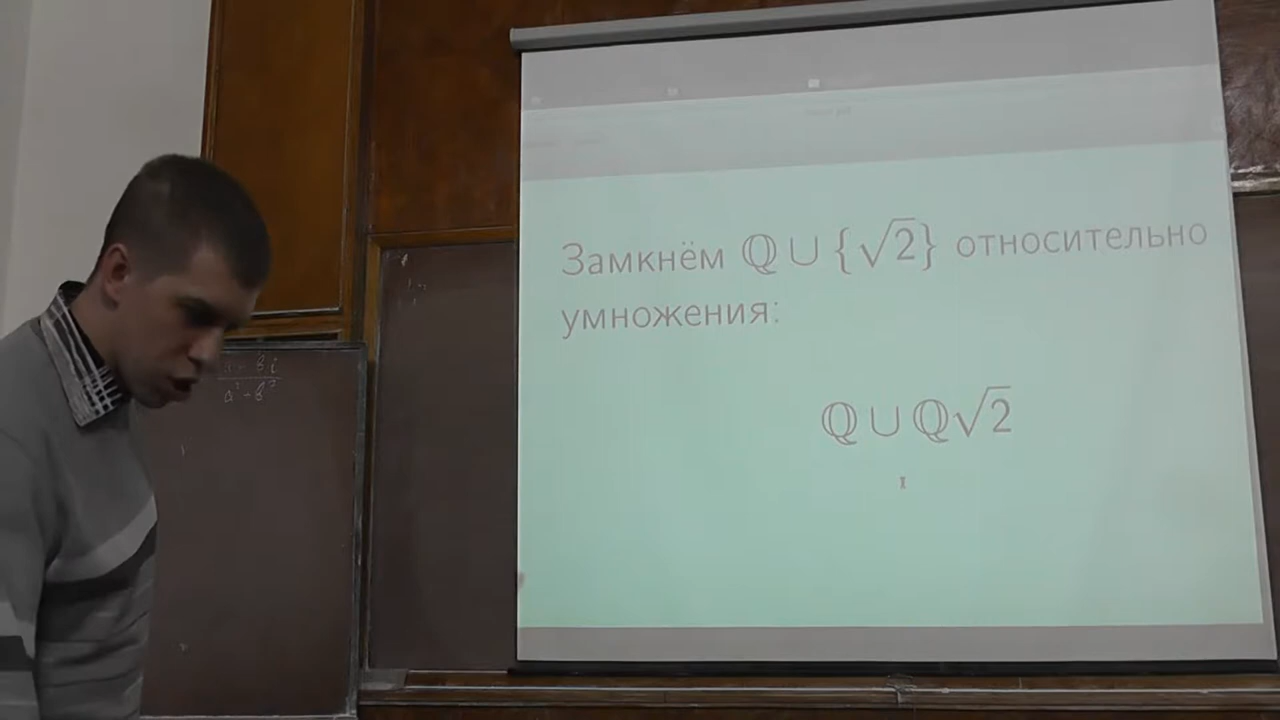 Замкнём ℚ ∪ {√2} относительно
умножения:
ℚ ∪ ℚ√2